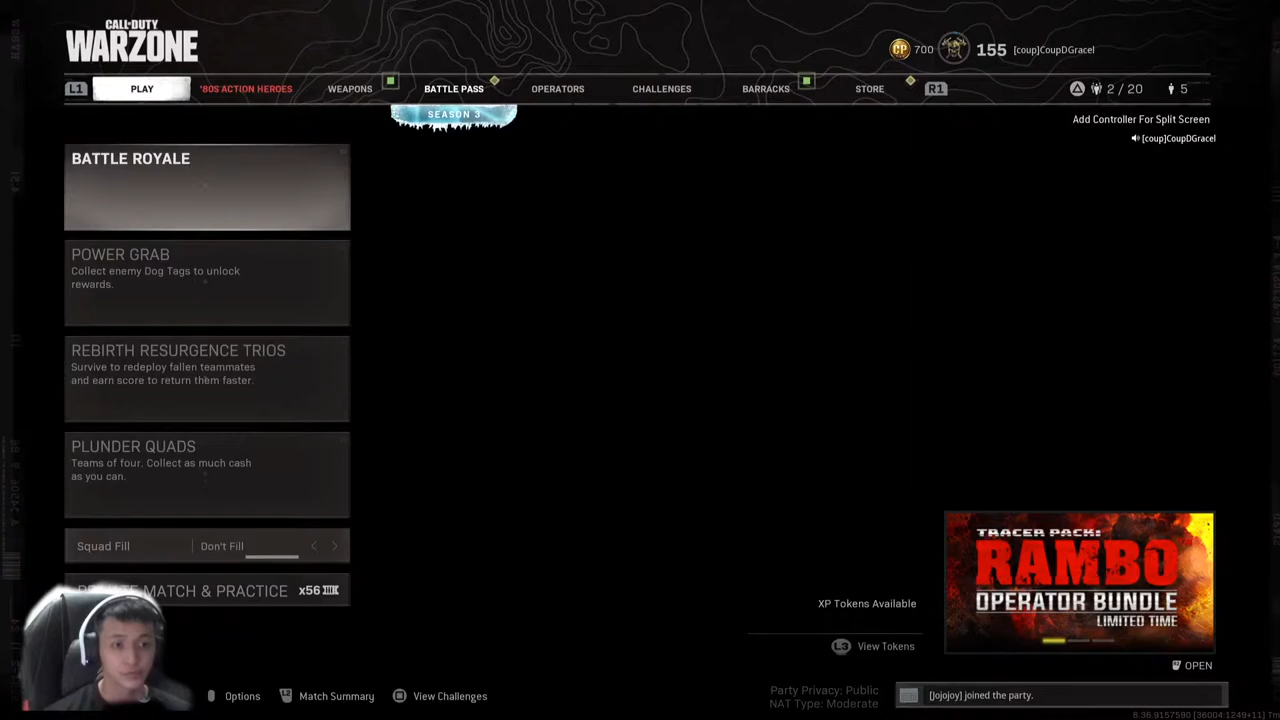 CALL OF DUTY
WARZONE
CP 700 155 [coup]CoupDGraceI
L1 PLAY '80S ACTION HEROES WEAPONS BATTLE PASS OPERATORS CHALLENGES BARRACKS STORE R1 2 / 20 5
SEASON 3
Add Controller For Split Screen
[coup]CoupDGraceI
BATTLE ROYALE
POWER GRAB
Collect enemy Dog Tags to unlock
rewards.
REBIRTH RESURGENCE TRIOS
Survive to redeploy fallen teammates
and earn score to return them faster.
PLUNDER QUADS
Teams of four. Collect as much cash
as you can.
Squad Fill Don't Fill
MATCH & PRACTICE x56
TRACER PACK:
RAMBO
OPERATOR BUNDLE
LIMITED TIME
XP Tokens Available
L3 View Tokens
OPEN
Options Match Summary View Challenges
Party Privacy: Public
NAT Type: Moderate
[Jojojoy] joined the party.